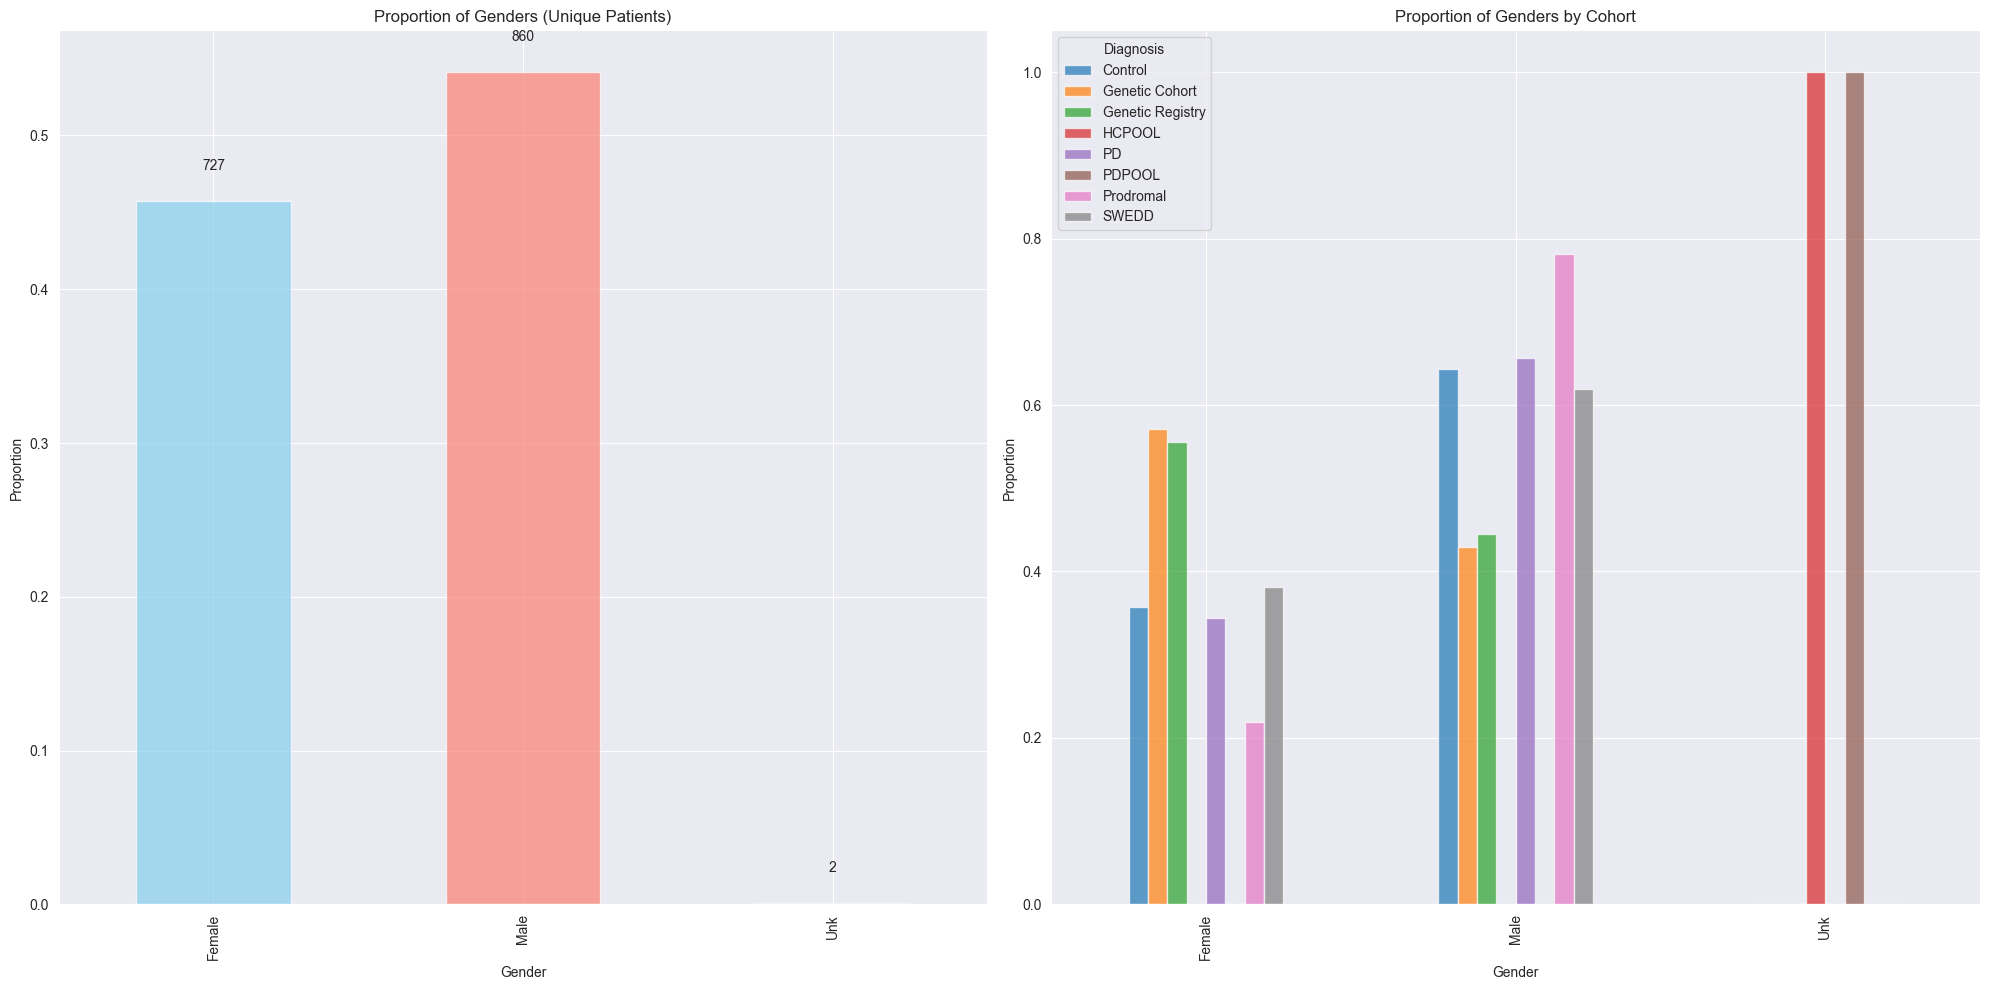 Proportion of Genders (Unique Patients)
860
727
2
0.5
0.4
0.3
0.2
0.1
0.0
Proportion
Female
Male
Unk
Gender
Proportion of Genders by Cohort
Diagnosis
Control
Genetic Cohort
Genetic Registry
HCPOOL
PD
PDPOOL
Prodromal
SWEDD
1.0
0.8
0.6
0.4
0.2
0.0
Proportion
Female
Male
Unk
Gender